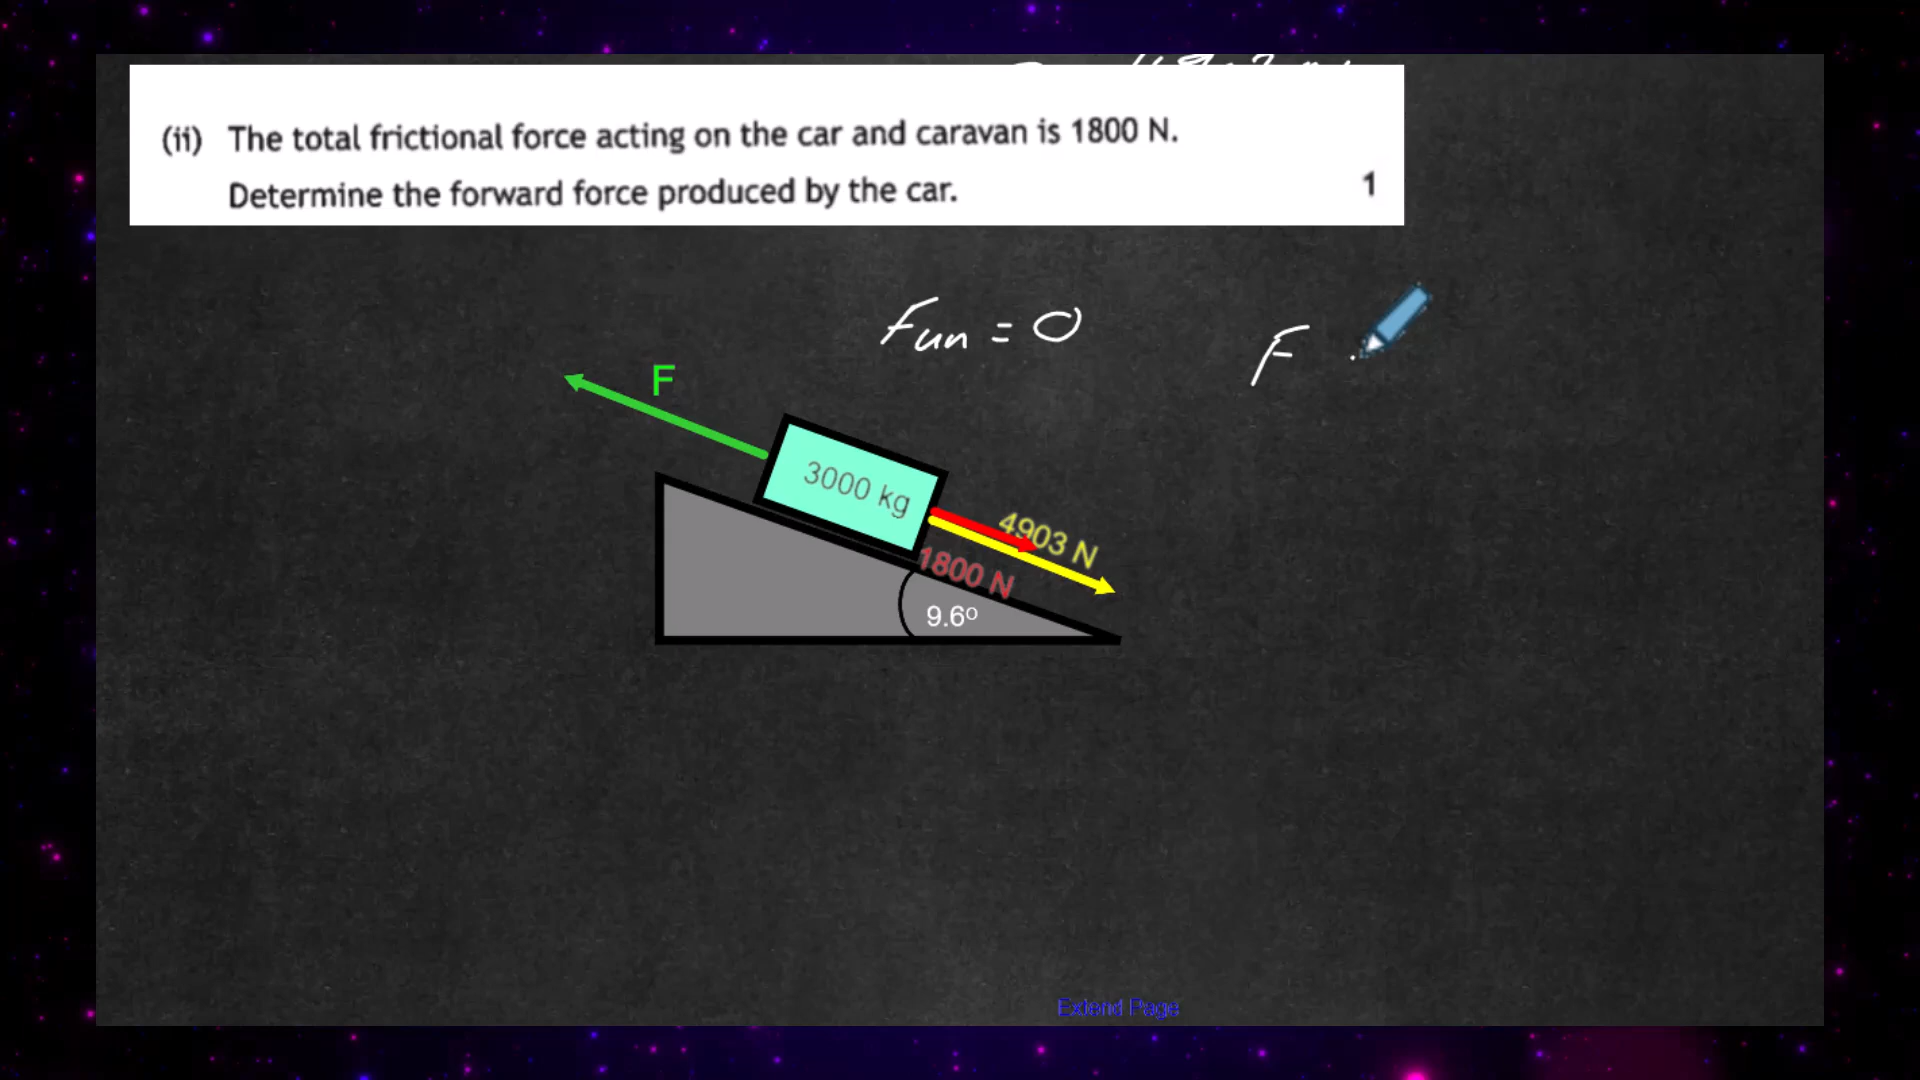 (ii) The total frictional force acting on the car and caravan is 1800 N.
Determine the forward force produced by the car.
1
Fun = 0
F
F
3000 kg
4903 N
1800 N
9.6º
Extend Page